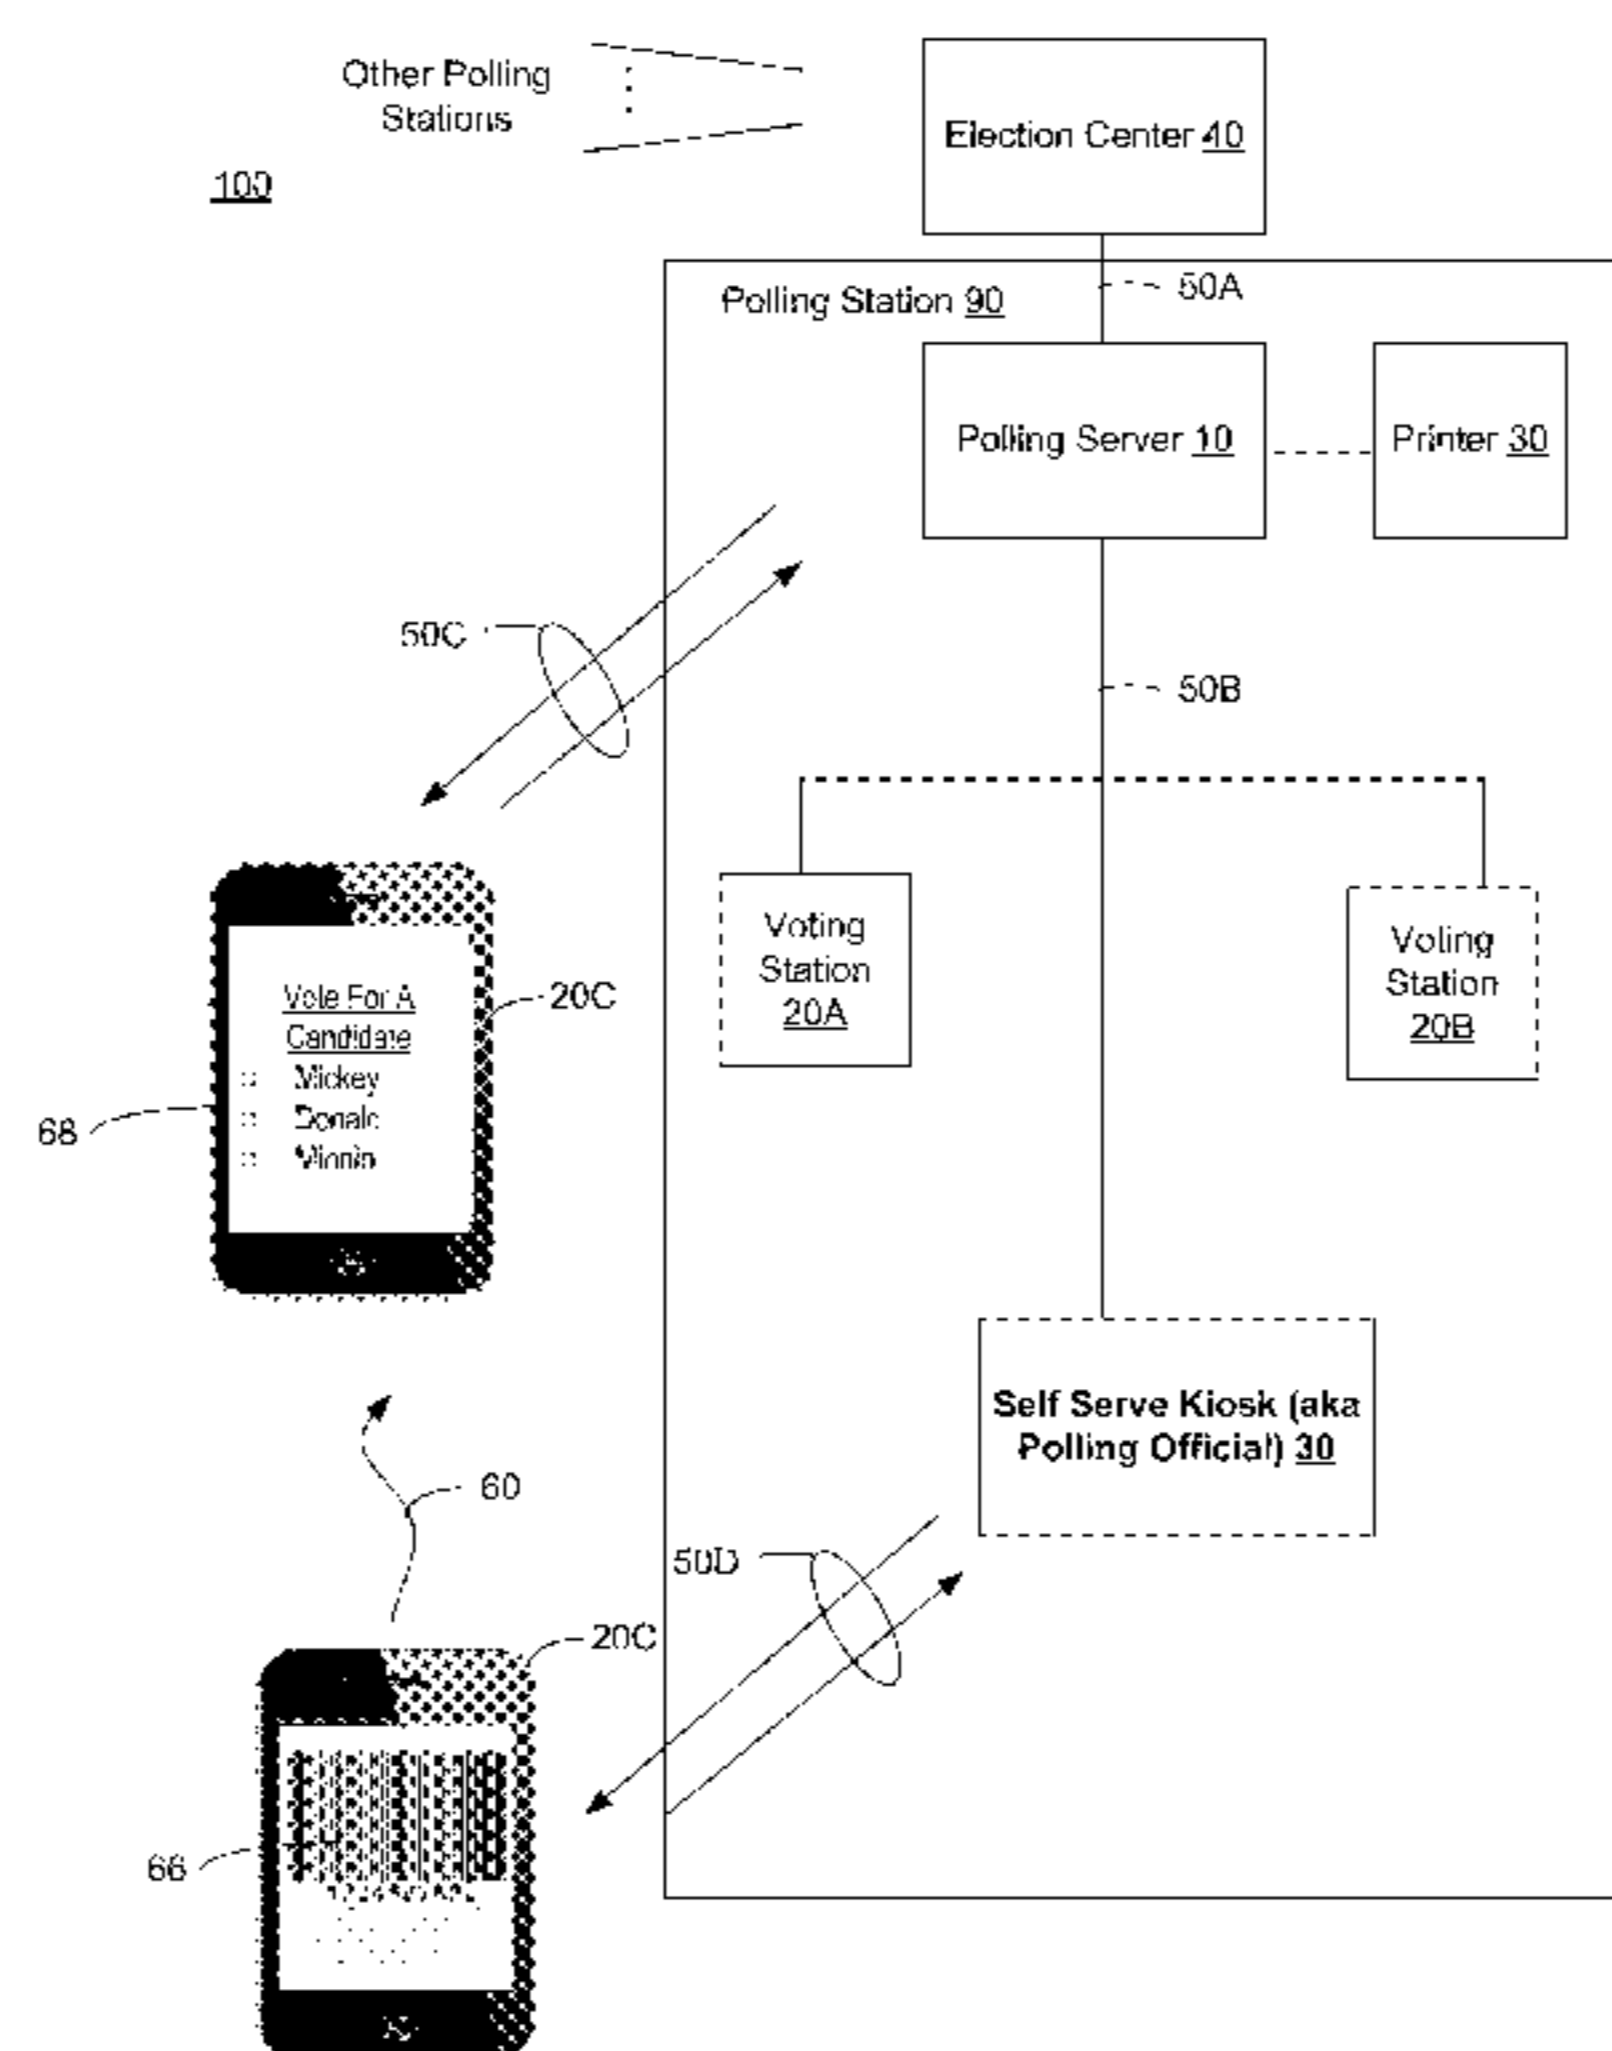 Other Polling
Stations
100
Election Center 40
50A
Polling Station 90
Polling Server 10
Printer 30
50C
50B
Voting
Station
20A
Voting
Station
20B
Vote For A
Candidate
Mickey
Donald
Minnie
20C
68
Self Serve Kiosk (aka
Polling Official) 30
60
50D
20C
66